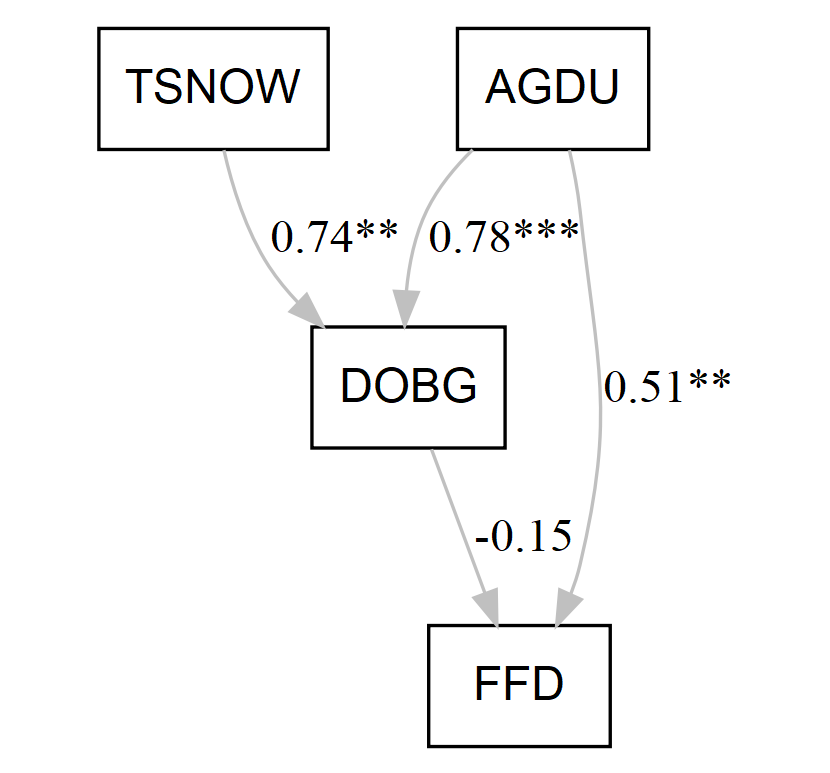 TSNOW
AGDU
0.74**
0.78***
DOBG
0.51**
-0.15
FFD